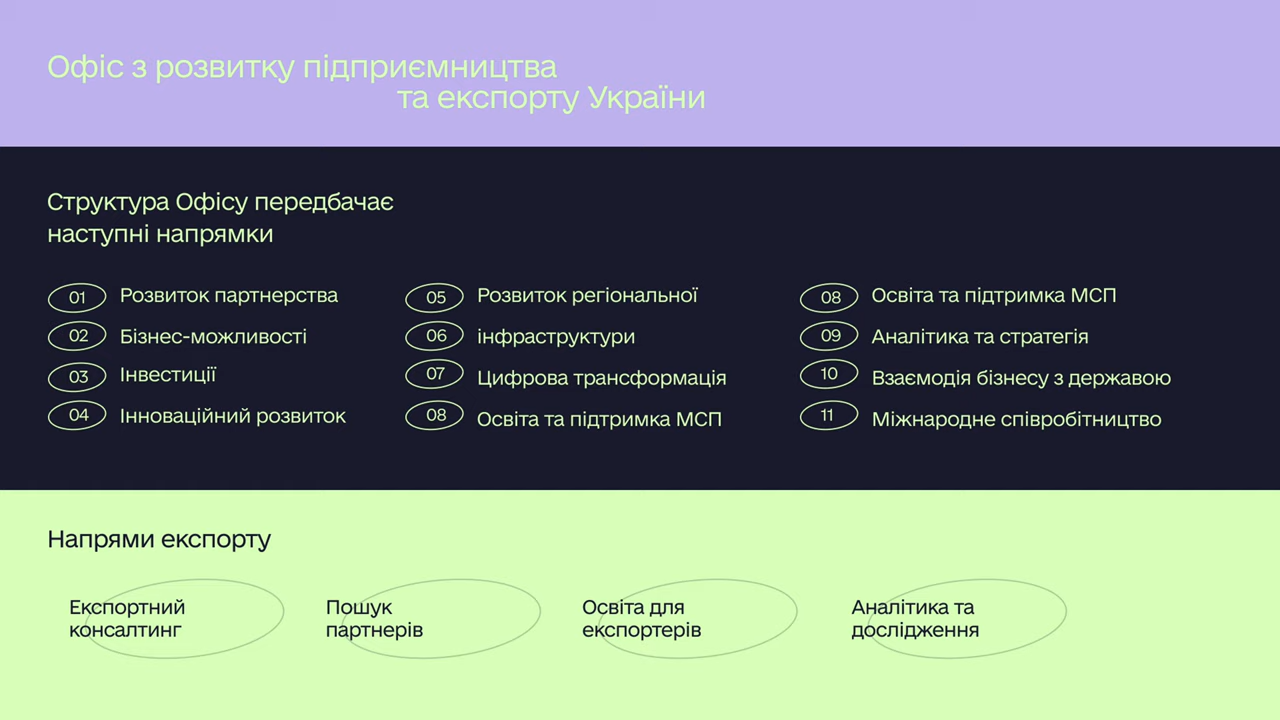 Офіс з розвитку підприємництва
та експорту України
Структура Офісу передбачає
наступні напрямки
01 Розвиток партнерства
02 Бізнес-можливості
03 Інвестиції
04 Інноваційний розвиток
05 Розвиток регіональної
06 інфраструктури
07 Цифрова трансформація
08 Освіта та підтримка МСП
08 Освіта та підтримка МСП
09 Аналітика та стратегія
10 Взаємодія бізнесу з державою
11 Міжнародне співробітництво
Напрями експорту
Експортний
консалтинг
Пошук
партнерів
Освіта для
експортерів
Аналітика та
дослідження